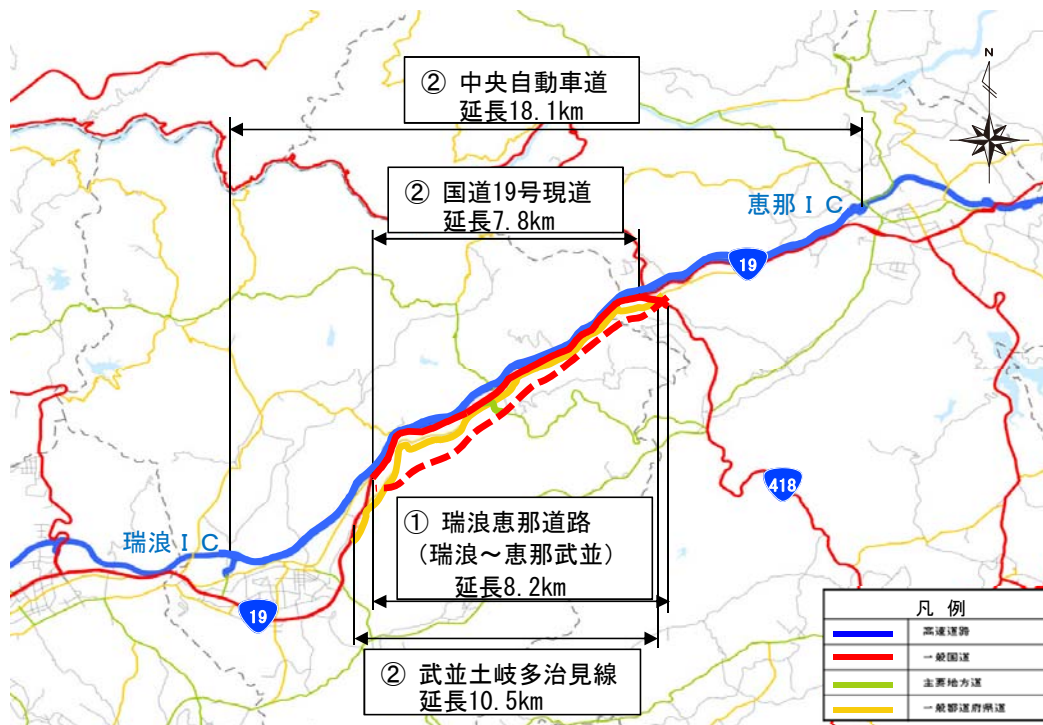 ② 中央自動車道
延長18.1km
N
② 国道19号現道
延長7.8km
恵那ＩＣ
19
① 瑞浪恵那道路
（瑞浪～恵那武並）
延長8.2km
418
瑞浪ＩＣ
19
② 武並土岐多治見線
延長10.5km
凡 例
高速道路
一般国道
主要地方道
一般都道府県道